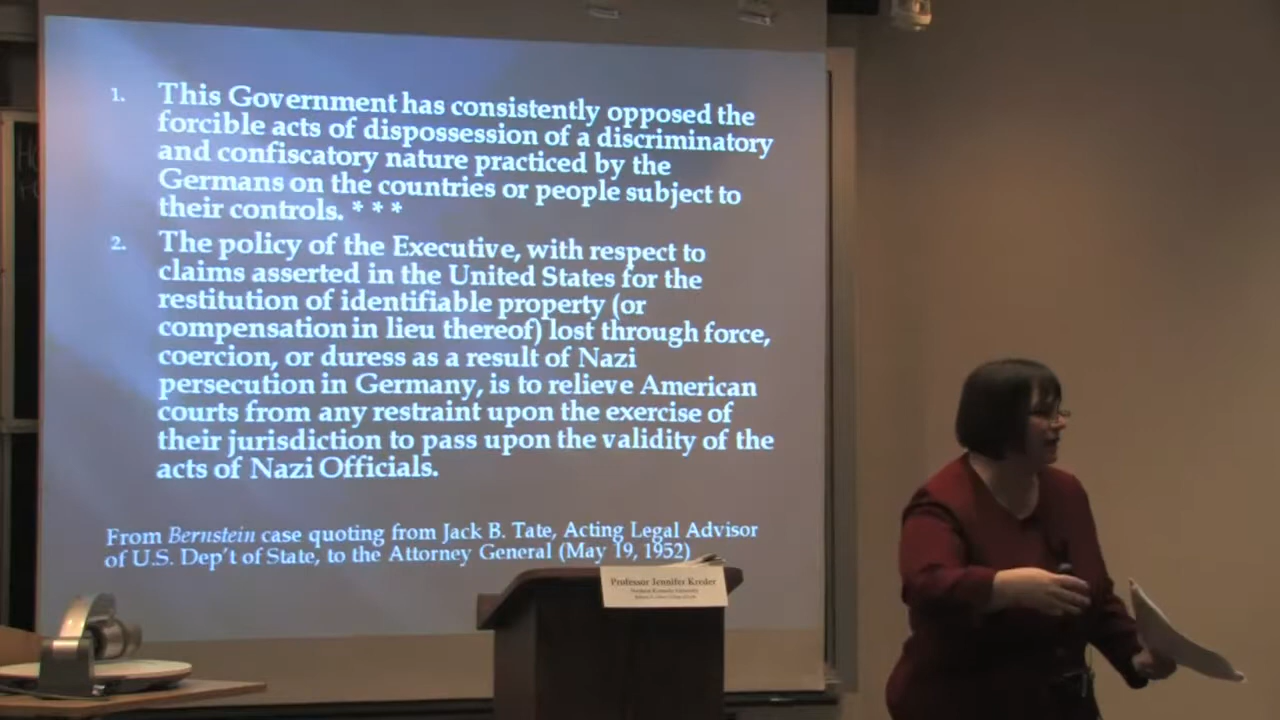 1. This Government has consistently opposed the
forcible acts of dispossession of a discriminatory
and confiscatory nature practiced by the
Germans on the countries or people subject to
their controls. * * *
2. The policy of the Executive, with respect to
claims asserted in the United States for the
restitution of identifiable property (or
compensation in lieu thereof) lost through force,
coercion, or duress as a result of Nazi
persecution in Germany, is to relieve American
courts from any restraint upon the exercise of
their jurisdiction to pass upon the validity of the
acts of Nazi Officials.
From Bernstein case quoting from Jack B. Tate, Acting Legal Advisor
of U.S. Dep't of State, to the Attorney General (May 19, 1952)
Professor Jennifer Kreder
Northern Kentucky University